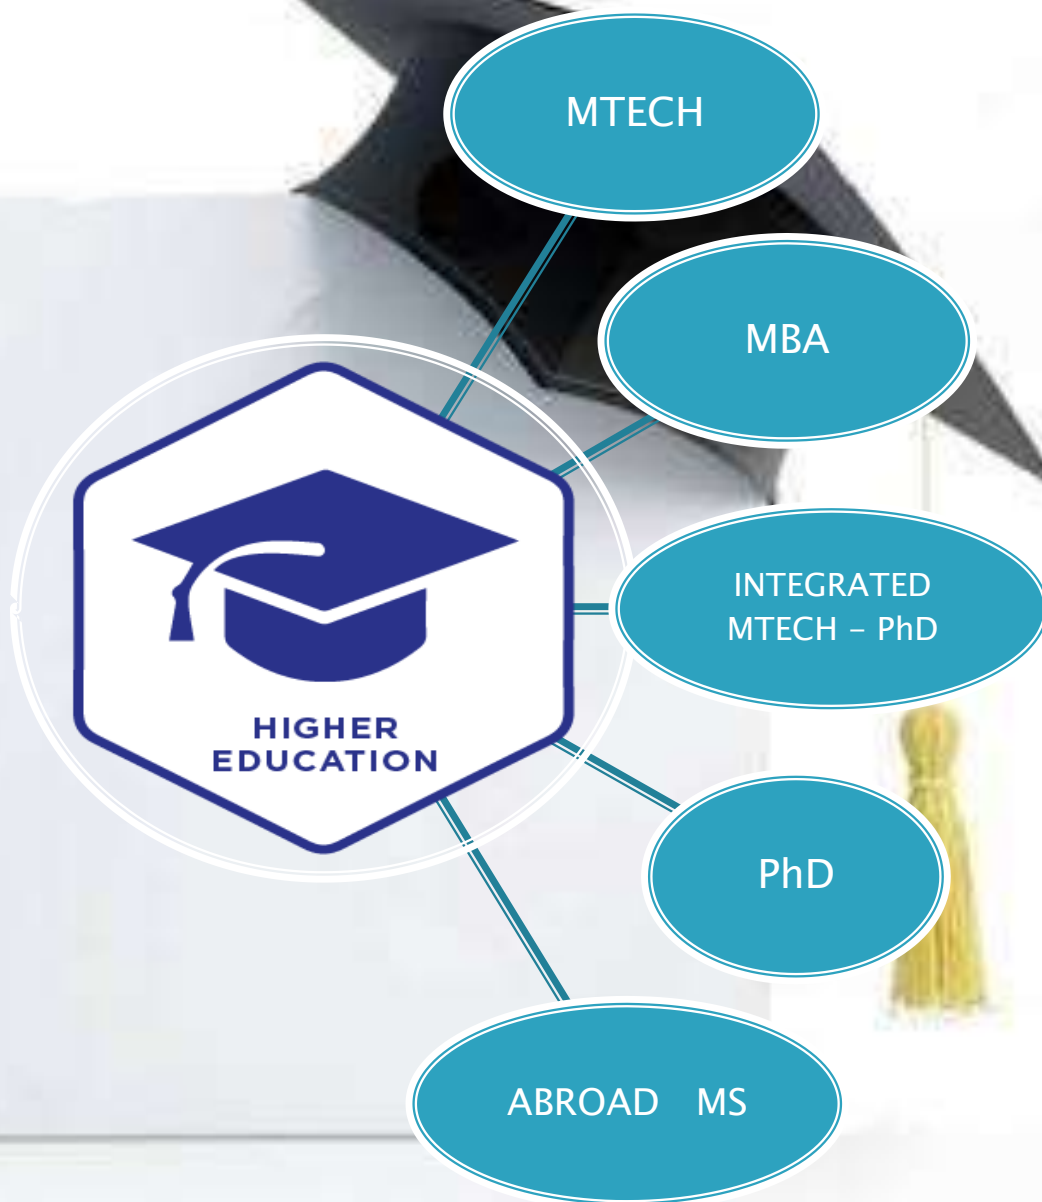 MTECH
MBA
INTEGRATED
MTECH – PhD
HIGHER
EDUCATION
PhD
ABROAD MS